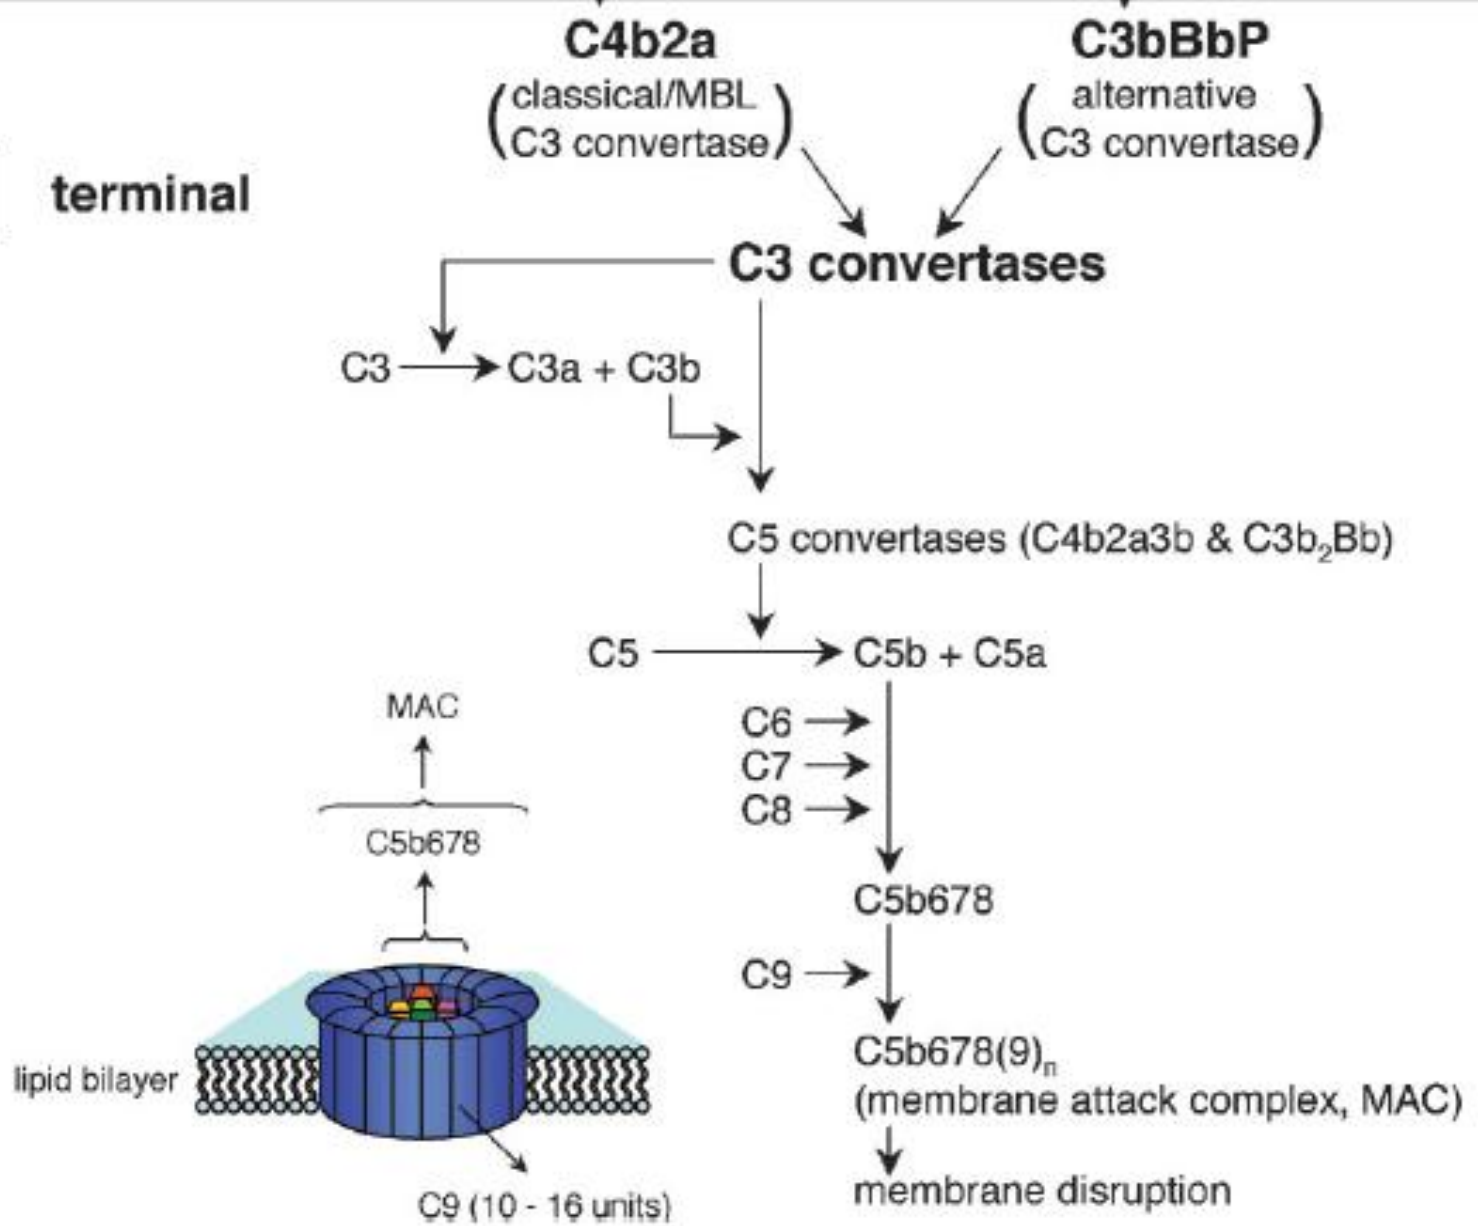 C4b2a
(classical/MBL
C3 convertase)
C3bBbP
(alternative
C3 convertase)
terminal
C3 convertases
C3
C3a + C3b
C5 convertases (C4b2a3b & C3b₂Bb)
C5
C5b + C5a
C6
C7
C8
C5b678
C9
C5b678(9)ₙ
(membrane attack complex, MAC)
membrane disruption
MAC
C5b678
lipid bilayer
C9 (10 - 16 units)